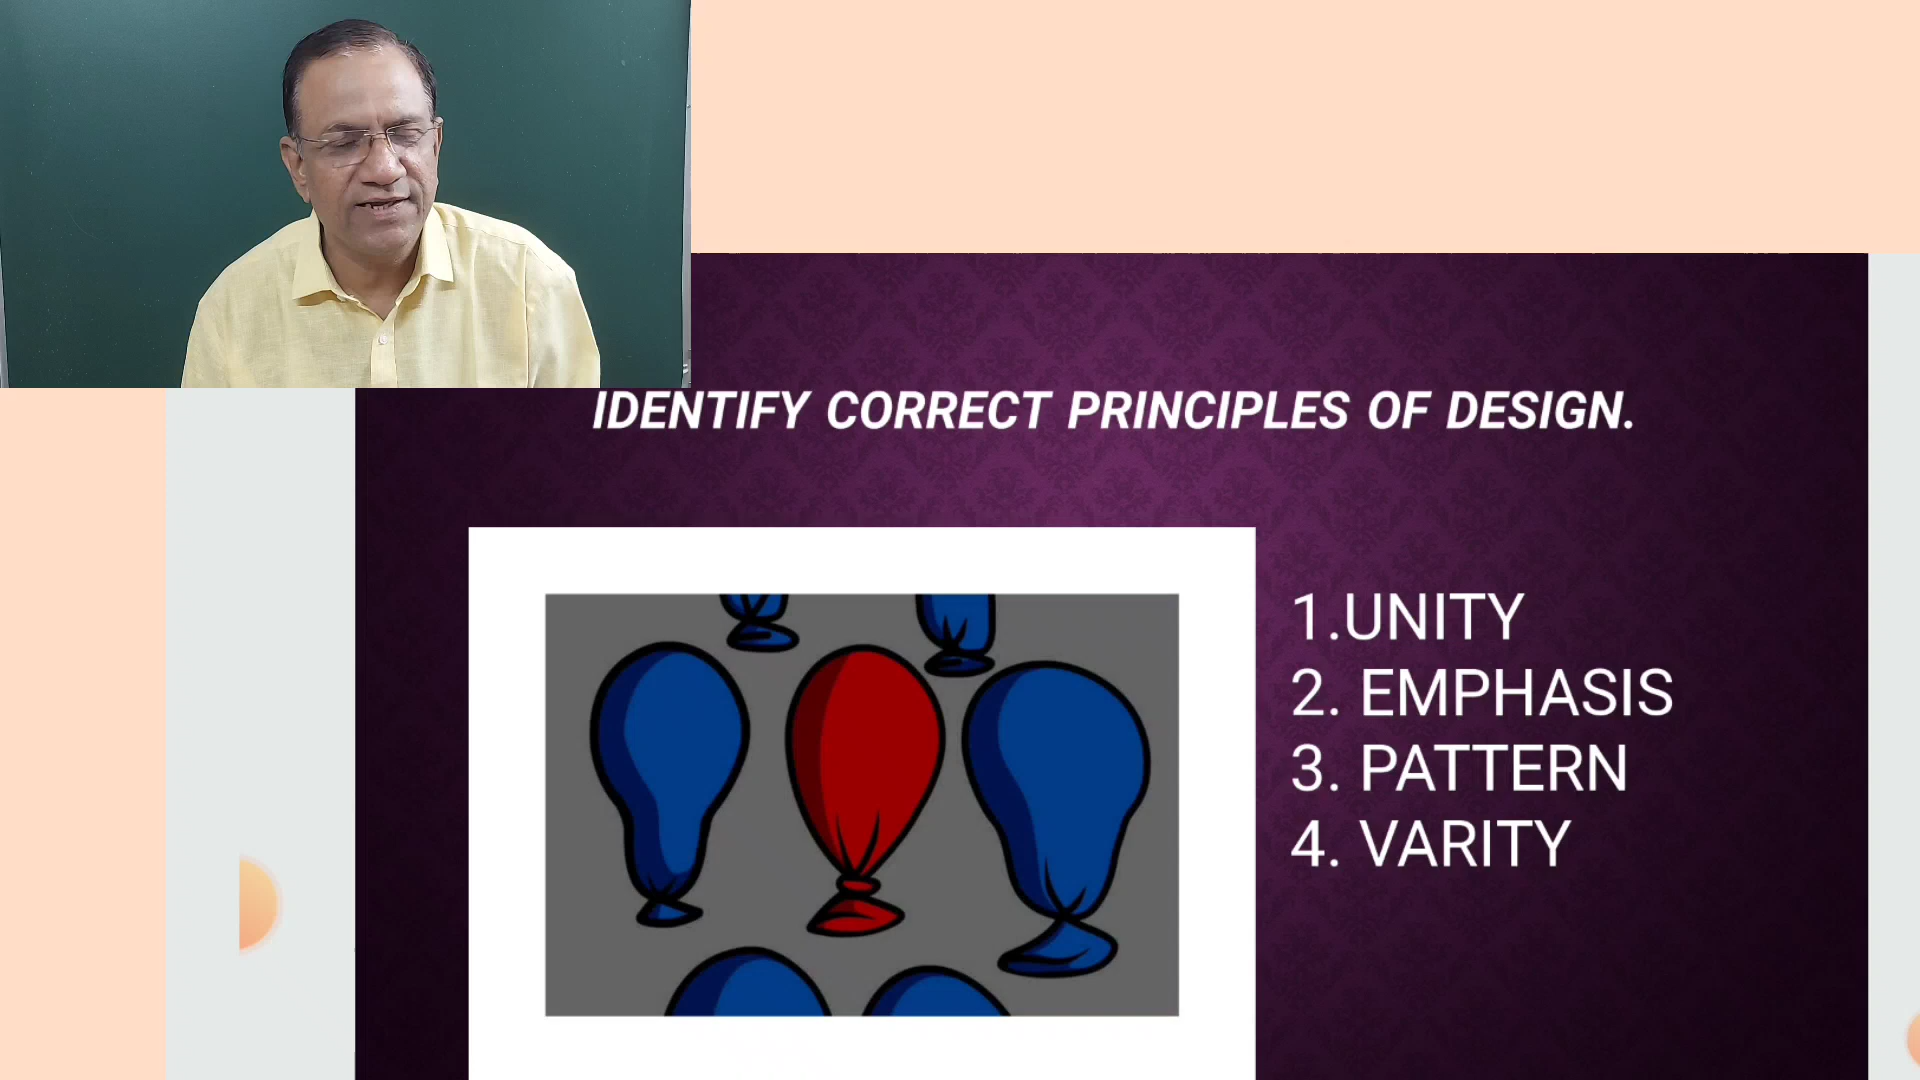 IDENTIFY CORRECT PRINCIPLES OF DESIGN.
1.UNITY
2. EMPHASIS
3. PATTERN
4. VARITY